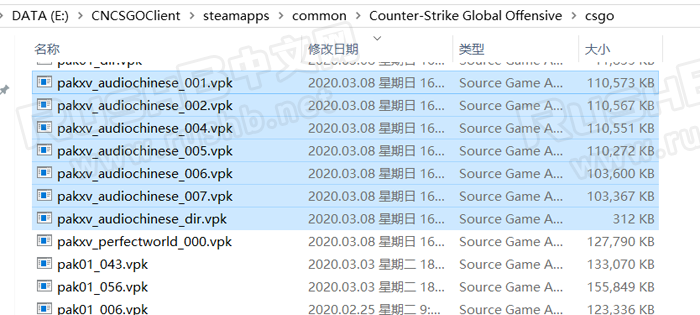 DATA (E:) > CNCSGOClient > steamapps > common > Counter-Strike Global Offensive > csgo
名称 修改日期 类型 大小
pak01_dir.vpk
pakxv_audiochinese_001.vpk 2020.03.08 星期日 16... Source Game A... 110,573 KB
pakxv_audiochinese_002.vpk 2020.03.08 星期日 16... Source Game A... 110,567 KB
pakxv_audiochinese_004.vpk 2020.03.08 星期日 16... Source Game A... 110,551 KB
pakxv_audiochinese_005.vpk 2020.03.08 星期日 16... Source Game A... 110,272 KB
pakxv_audiochinese_006.vpk 2020.03.08 星期日 16... Source Game A... 103,600 KB
pakxv_audiochinese_007.vpk 2020.03.08 星期日 16... Source Game A... 103,367 KB
pakxv_audiochinese_dir.vpk 2020.03.08 星期日 16... Source Game A... 312 KB
pakxv_perfectworld_000.vpk 2020.03.08 星期日 16... Source Game A... 127,790 KB
pak01_043.vpk 2020.03.03 星期二 18... Source Game A... 133,070 KB
pak01_056.vpk 2020.03.03 星期二 18... Source Game A... 155,849 KB
pak01_006.vpk 2020.02.25 星期二 9:... Source Game A... 123,336 KB